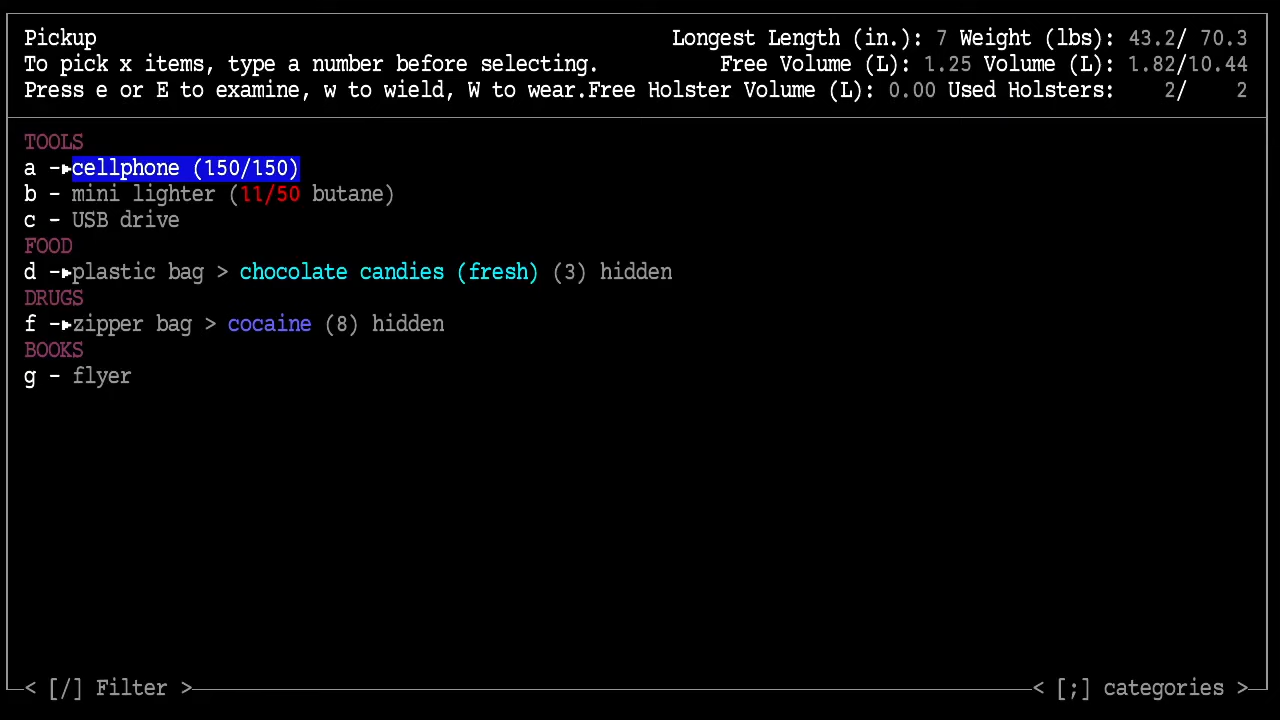 Pickup Longest Length (in.): 7 Weight (lbs): 43.2/ 70.3
To pick x items, type a number before selecting. Free Volume (L): 1.25 Volume (L): 1.82/10.44
Press e or E to examine, w to wield, W to wear.Free Holster Volume (L): 0.00 Used Holsters: 2/ 2
TOOLS
a -▸cellphone (150/150)
b - mini lighter (11/50 butane)
c - USB drive
FOOD
d -▸plastic bag > chocolate candies (fresh) (3) hidden
DRUGS
f -▸zipper bag > cocaine (8) hidden
BOOKS
g - flyer
< [/] Filter > < [;] categories >